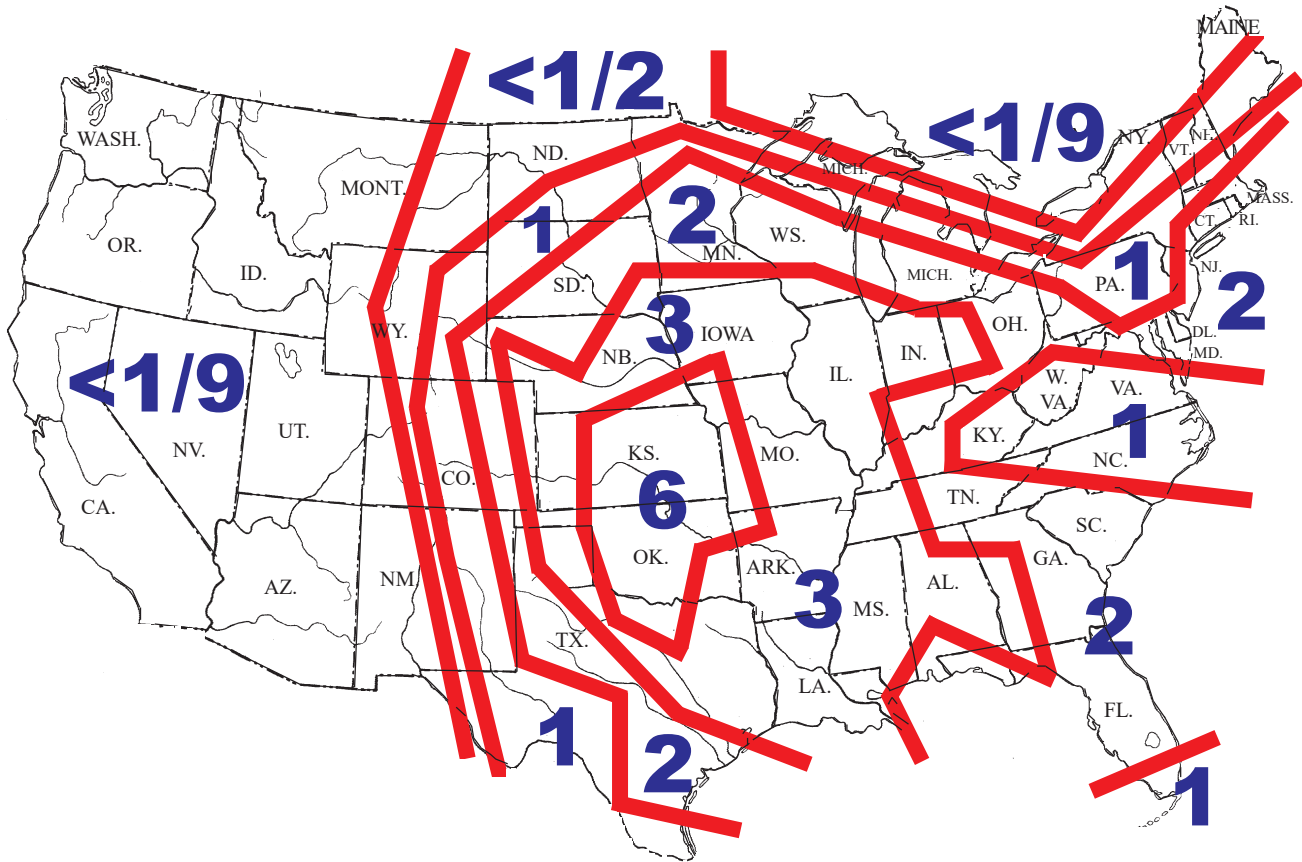 MAINE
<1/2
<1/9
WASH.
ND.
NY.
VT.
NH.
MONT.
MICH.
MASS.
OR.
1
2
WS.
CT.
RI.
ID.
MN.
SD.
MICH.
PA.
1
NJ.
2
WY.
3
IOWA
OH.
DL.
NB.
IN.
MD.
<1/9
IL.
W.
VA.
VA.
1
UT.
NV.
KS.
MO.
KY.
NC.
CO.
CA.
6
TN.
SC.
OK.
ARK.
GA.
AZ.
NM
3
AL.
MS.
2
TX.
LA.
FL.
1
2
1